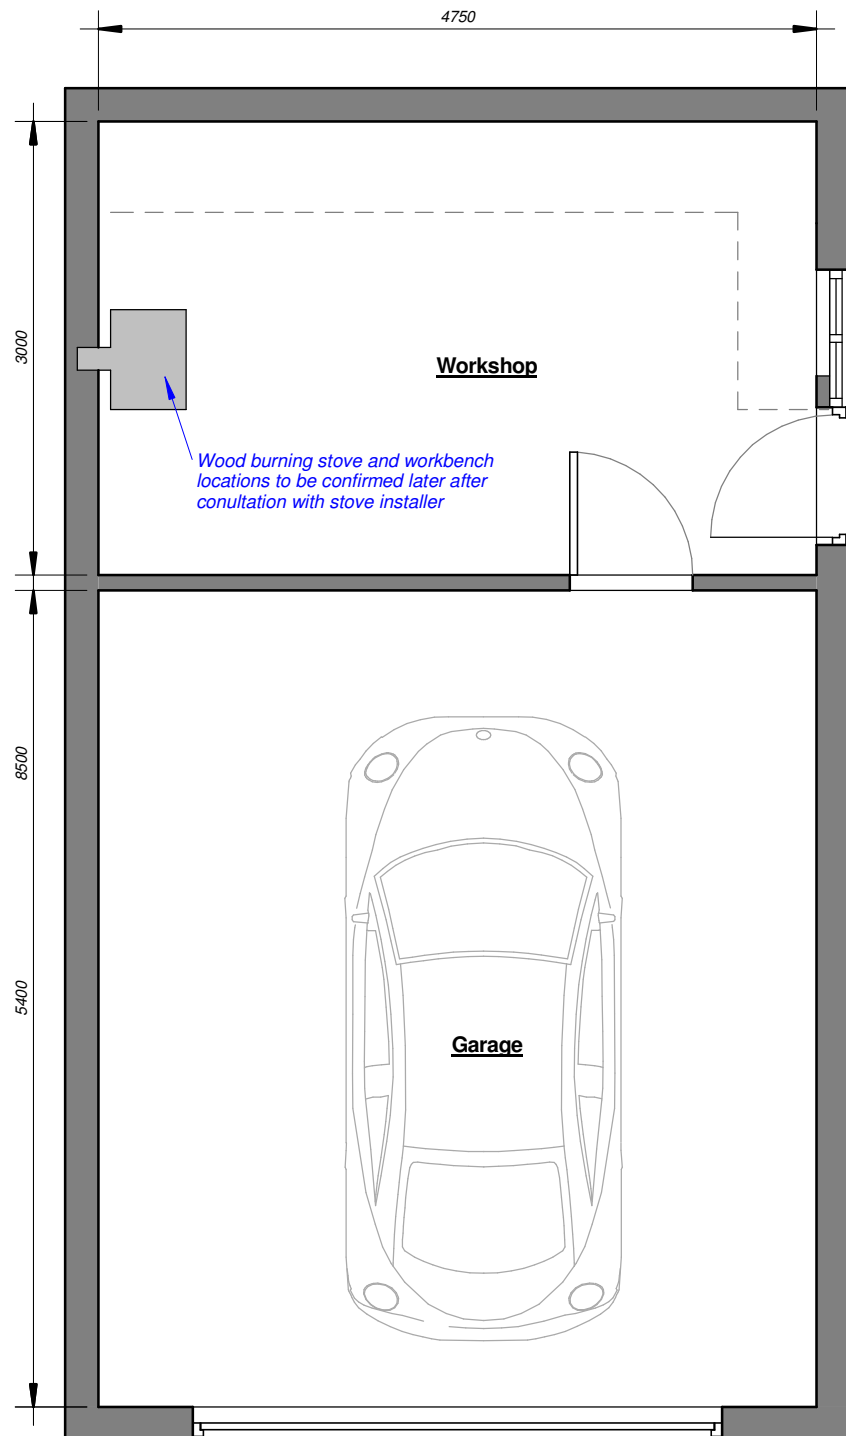 4750
3000
Workshop
Wood burning stove and workbench
locations to be confirmed later after
conultation with stove installer
8500
5400
Garage